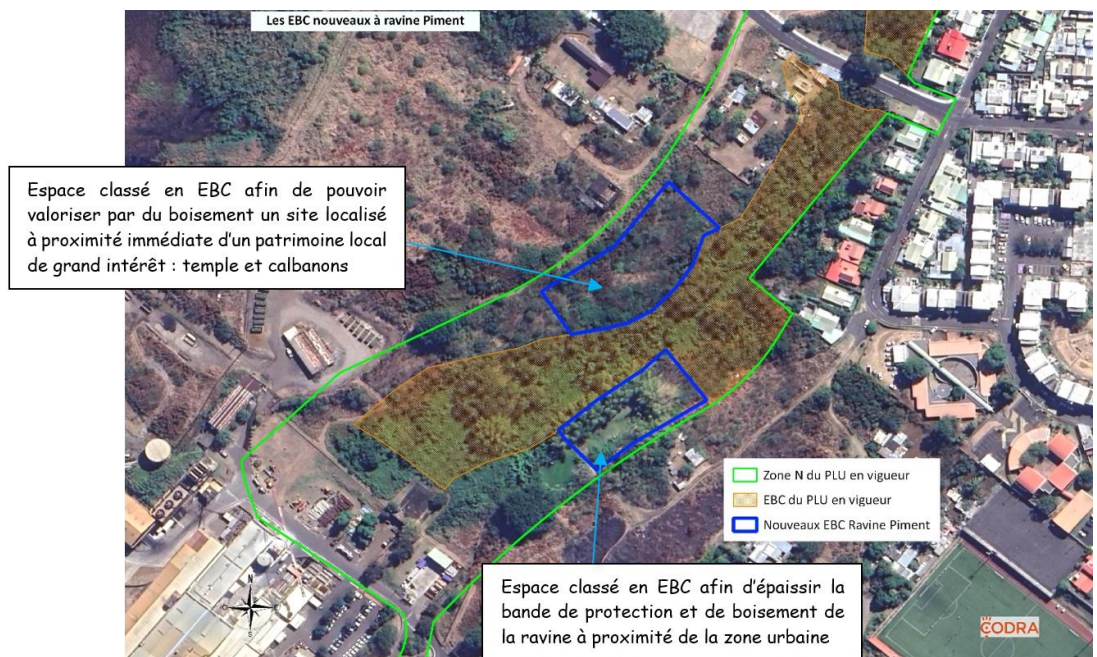 Les EBC nouveaux à ravine Piment
Espace classé en EBC afin de pouvoir
valoriser par du boisement un site localisé
à proximité immédiate d'un patrimoine local
de grand intérêt : temple et calbanons
Zone N du PLU en vigueur
EBC du PLU en vigueur
Nouveaux EBC Ravine Piment
Espace classé en EBC afin d'épaissir la
bande de protection et de boisement de
la ravine à proximité de la zone urbaine
N
S
CODRA